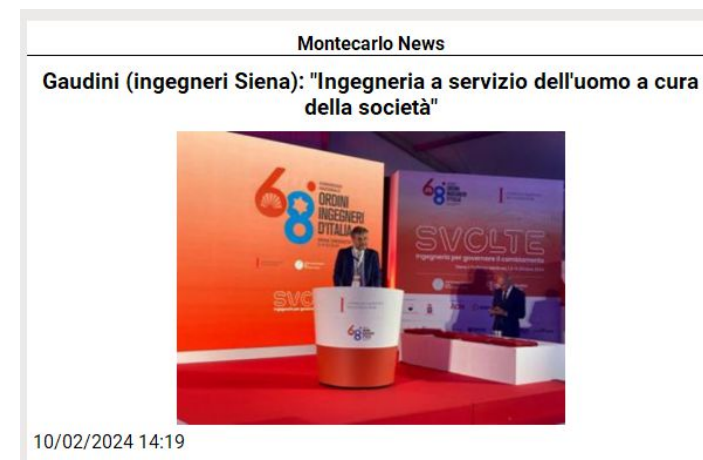 Montecarlo News
Gaudini (ingegneri Siena): "Ingegneria a servizio dell'uomo a cura
della società"
68°
ORDINI
INGEGNERI
D'ITALIA
SVOLTE
Ingegneria per governare il cambiamento
68°
10/02/2024 14:19